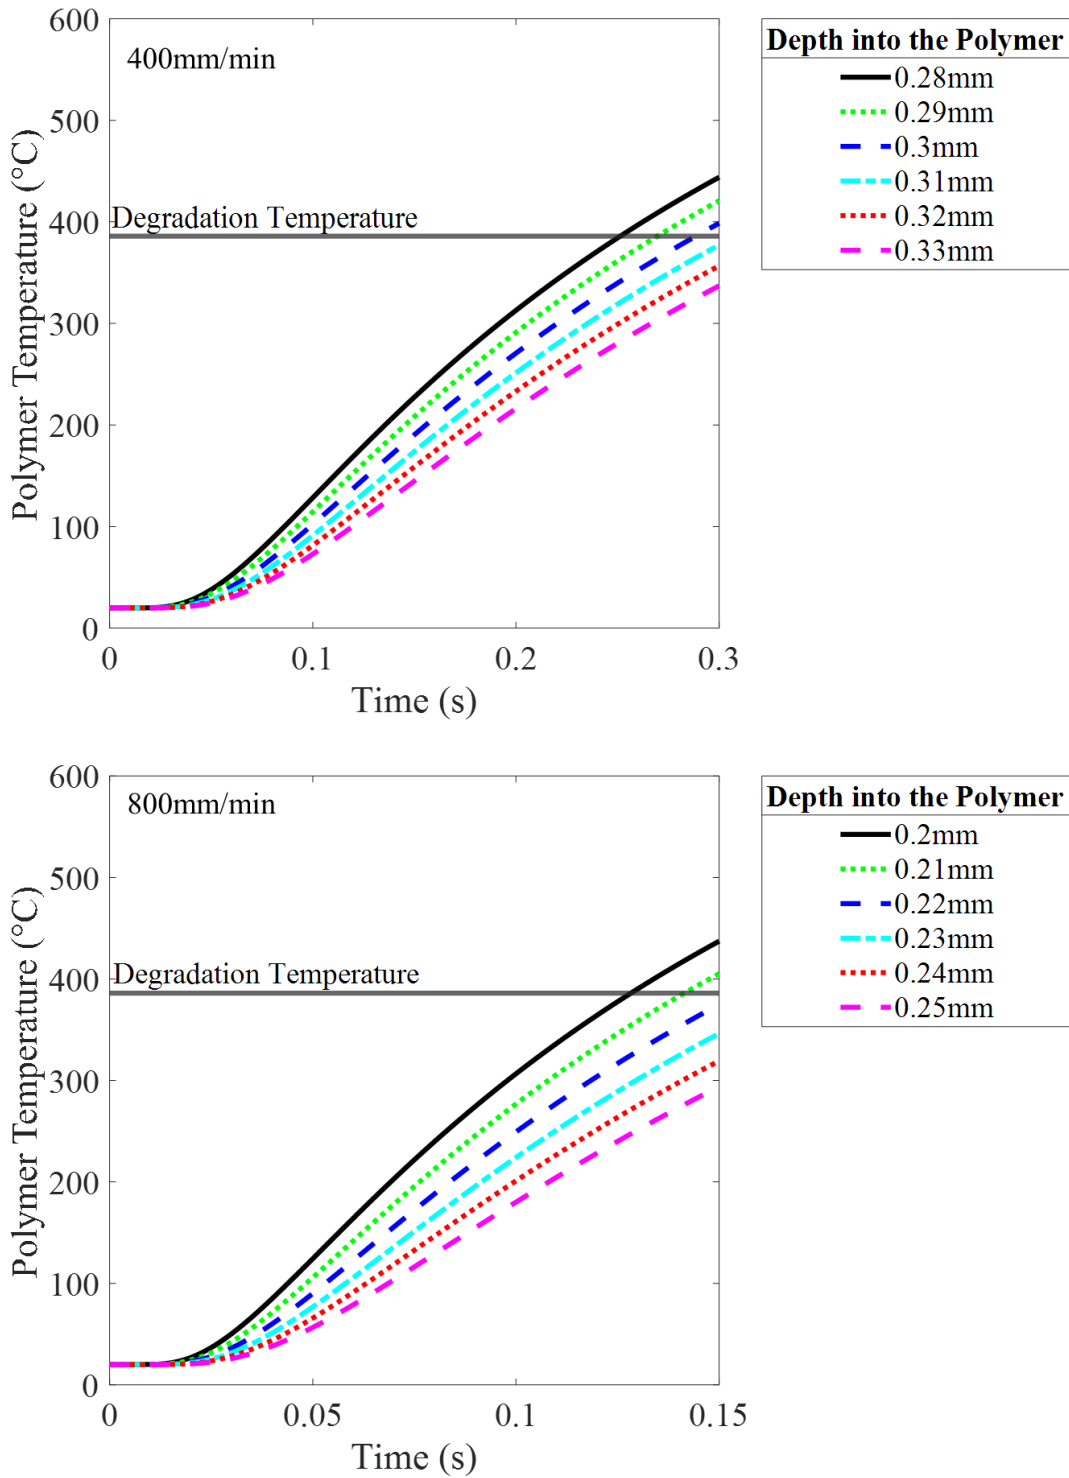 600
400mm/min
500
Degradation Temperature
400
300
200
100
0
Polymer Temperature (°C)
0
0.1
0.2
0.3
Time (s)
Depth into the Polymer
0.28mm
0.29mm
0.3mm
0.31mm
0.32mm
0.33mm
600
800mm/min
500
Degradation Temperature
400
300
200
100
0
Polymer Temperature (°C)
0
0.05
0.1
0.15
Time (s)
Depth into the Polymer
0.2mm
0.21mm
0.22mm
0.23mm
0.24mm
0.25mm